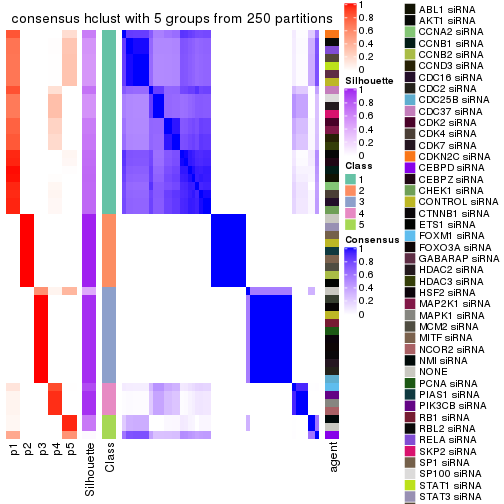 consensus hclust with 5 groups from 250 partitions
p1
p2
p3
p4
p5
Silhouette
Class
agent
1
0.8
0.6
0.4
0.2
0
Silhouette
1
0.8
0.6
0.4
0.2
0
Class
1
2
3
4
5
Consensus
1
0.8
0.6
0.4
0.2
0
ABL1 siRNA
AKT1 siRNA
CCNA2 siRNA
CCNB1 siRNA
CCNB2 siRNA
CCND3 siRNA
CDC16 siRNA
CDC2 siRNA
CDC25B siRNA
CDC37 siRNA
CDK2 siRNA
CDK4 siRNA
CDK7 siRNA
CDKN2C siRNA
CEBPD siRNA
CEBPZ siRNA
CHEK1 siRNA
CONTROL siRNA
CTNNB1 siRNA
ETS1 siRNA
FOXM1 siRNA
FOXO3A siRNA
GABARAP siRNA
HDAC2 siRNA
HDAC3 siRNA
HSF2 siRNA
MAP2K1 siRNA
MAPK1 siRNA
MCM2 siRNA
MITF siRNA
NCOR2 siRNA
NMI siRNA
NONE
PCNA siRNA
PIAS1 siRNA
PIK3CB siRNA
RB1 siRNA
RBL2 siRNA
RELA siRNA
SKP2 siRNA
SP1 siRNA
SP100 siRNA
STAT1 siRNA
STAT3 siRNA